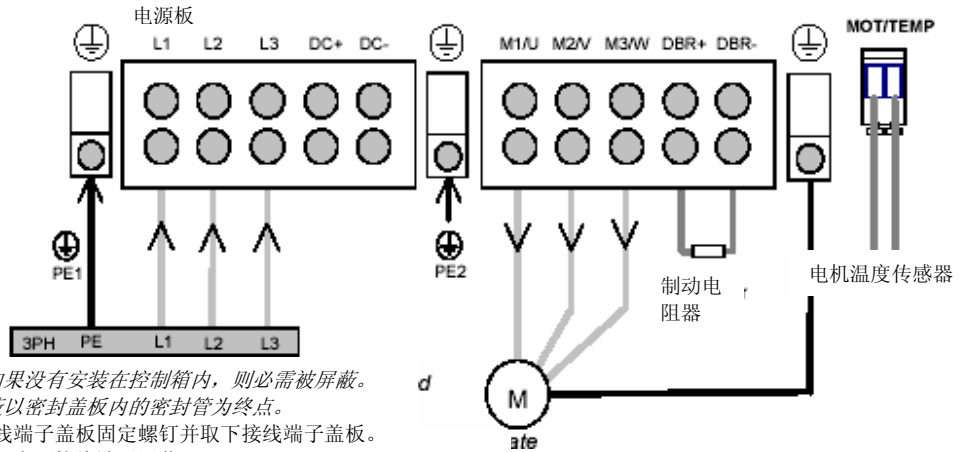 电源板
L1 L2 L3 DC+ DC-
M1/U M2/V M3/W DBR+ DBR-
MOT/TEMP
PE1
PE2
制动电
阻器
电机温度传感器
3PH PE L1 L2 L3
M
果没有安装在控制箱内，则必需被屏蔽。
以密封盖板内的密封管为终点。
线端子盖板固定螺钉并取下接线端子盖板。
d
ate